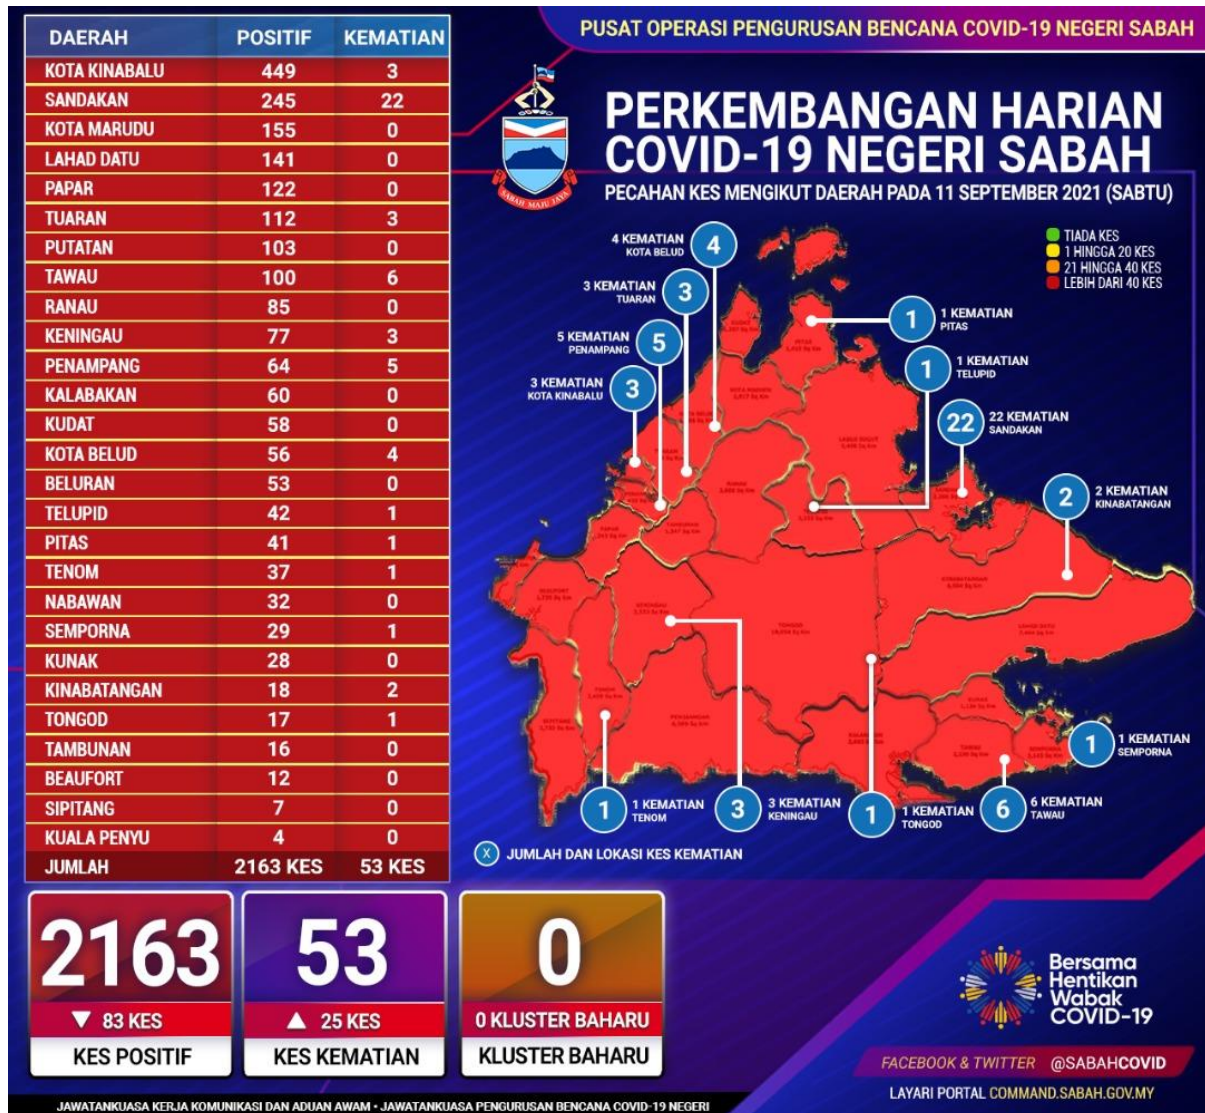 PUSAT OPERASI PENGURUSAN BENCANA COVID-19 NEGERI SABAH
PERKEMBANGAN HARIAN
COVID-19 NEGERI SABAH
PECAHAN KES MENGIKUT DAERAH PADA 11 SEPTEMBER 2021 (SABTU)
SABAH MAJU JAYA
DAERAH POSITIF KEMATIAN
KOTA KINABALU 449 3
SANDAKAN 245 22
KOTA MARUDU 155 0
LAHAD DATU 141 0
PAPAR 122 0
TUARAN 112 3
PUTATAN 103 0
TAWAU 100 6
RANAU 85 0
KENINGAU 77 3
PENAMPANG 64 5
KALABAKAN 60 0
KUDAT 58 0
KOTA BELUD 56 4
BELURAN 53 0
TELUPID 42 1
PITAS 41 1
TENOM 37 1
NABAWAN 32 0
SEMPORNA 29 1
KUNAK 28 0
KINABATANGAN 18 2
TONGOD 17 1
TAMBUNAN 16 0
BEAUFORT 12 0
SIPITANG 7 0
KUALA PENYU 4 0
JUMLAH 2163 KES 53 KES
TIADA KES
1 HINGGA 20 KES
21 HINGGA 40 KES
LEBIH DARI 40 KES
4 KEMATIAN
KOTA BELUD
4
3 KEMATIAN
TUARAN
3
5 KEMATIAN
PENAMPANG
5
3 KEMATIAN
KOTA KINABALU
3
1
1 KEMATIAN
PITAS
1
1 KEMATIAN
TELUPID
22
22 KEMATIAN
SANDAKAN
2
2 KEMATIAN
KINABATANGAN
1
1 KEMATIAN
SEMPORNA
1
1 KEMATIAN
TENOM
3
3 KEMATIAN
KENINGAU
1
1 KEMATIAN
TONGOD
6
6 KEMATIAN
TAWAU
X JUMLAH DAN LOKASI KES KEMATIAN
2163
▼ 83 KES
KES POSITIF
53
▲ 25 KES
KES KEMATIAN
0
0 KLUSTER BAHARU
KLUSTER BAHARU
Bersama
Hentikan
Wabak
COVID-19
FACEBOOK & TWITTER @SABAHCOVID
LAYARI PORTAL COMMAND.SABAH.GOV.MY
JAWATANKUASA KERJA KOMUNIKASI DAN ADUAN AWAM • JAWATANKUASA PENGURUSAN BENCANA COVID-19 NEGERI